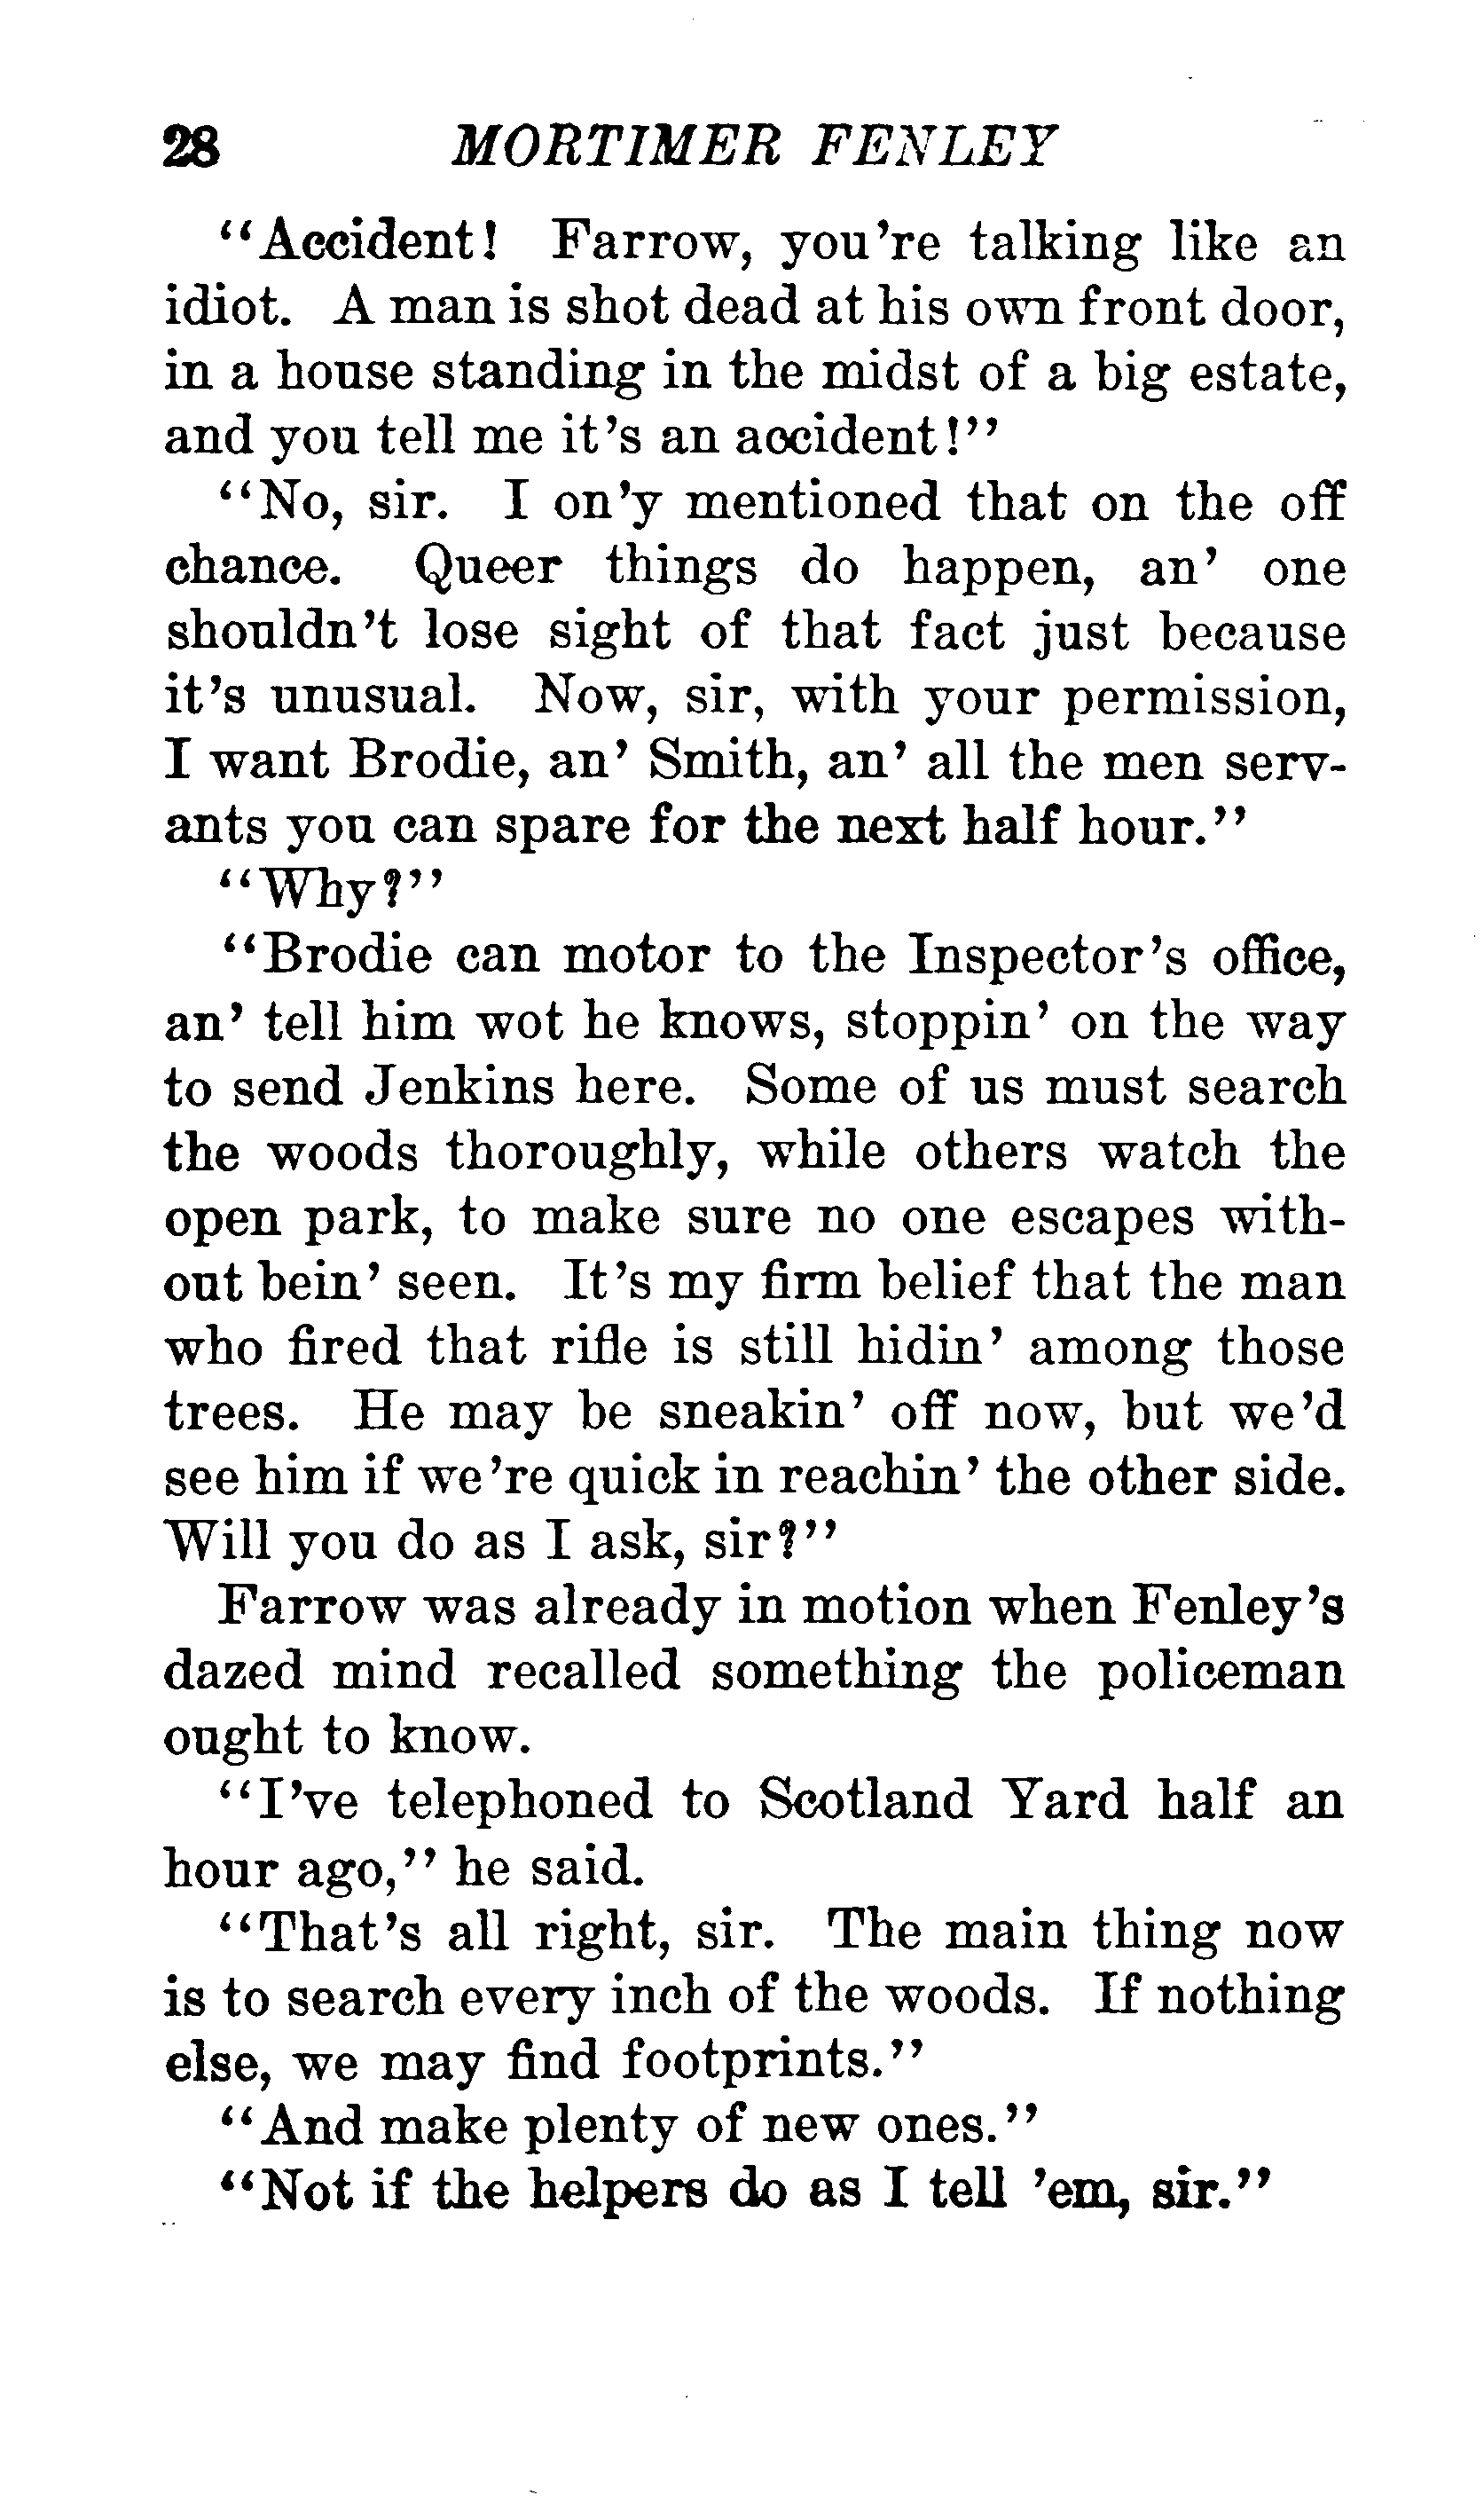 28 MORTIMER FENLEY
"Accident! Farrow, you're talking like an
idiot. A man is shot dead at his own front door,
in a house standing in the midst of a big estate,
and you tell me it's an accident!"
"No, sir. I on'y mentioned that on the off
chance. Queer things do happen, an' one
shouldn't lose sight of that fact just because
it's unusual. Now, sir, with your permission,
I want Brodie, an' Smith, an' all the men serv-
ants you can spare for the next half hour."
"Why?"
"Brodie can motor to the Inspector's office,
an' tell him wot he knows, stoppin' on the way
to send Jenkins here. Some of us must search
the woods thoroughly, while others watch the
open park, to make sure no one escapes with-
out bein' seen. It's my firm belief that the man
who fired that rifle is still hidin' among those
trees. He may be sneakin' off now, but we'd
see him if we're quick in reachin' the other side.
Will you do as I ask, sir?"
Farrow was already in motion when Fenley's
dazed mind recalled something the policeman
ought to know.
"I've telephoned to Scotland Yard half an
hour ago," he said.
"That's all right, sir. The main thing now
is to search every inch of the woods. If nothing
else, we may find footprints."
"And make plenty of new ones."
"Not if the helpers do as I tell 'em, sir."